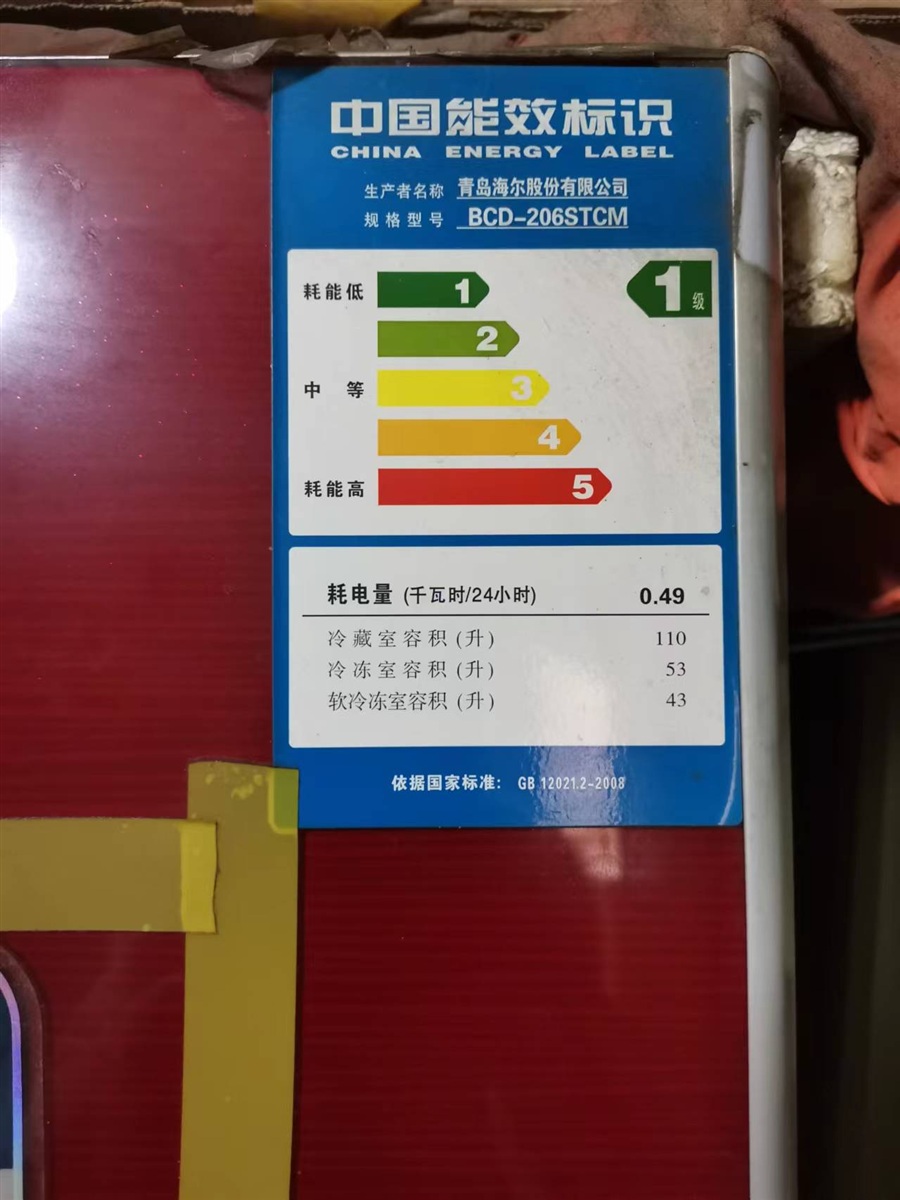 中国能效标识
CHINA ENERGY LABEL
生产者名称 青岛海尔股份有限公司
规格型号 BCD-206STCM
耗能低 1 1级
2
中等 3
4
耗能高 5
耗电量 (千瓦时/24小时) 0.49
冷藏室容积(升) 110
冷冻室容积(升) 53
软冷冻室容积(升) 43
依据国家标准: GB 12021.2-2008